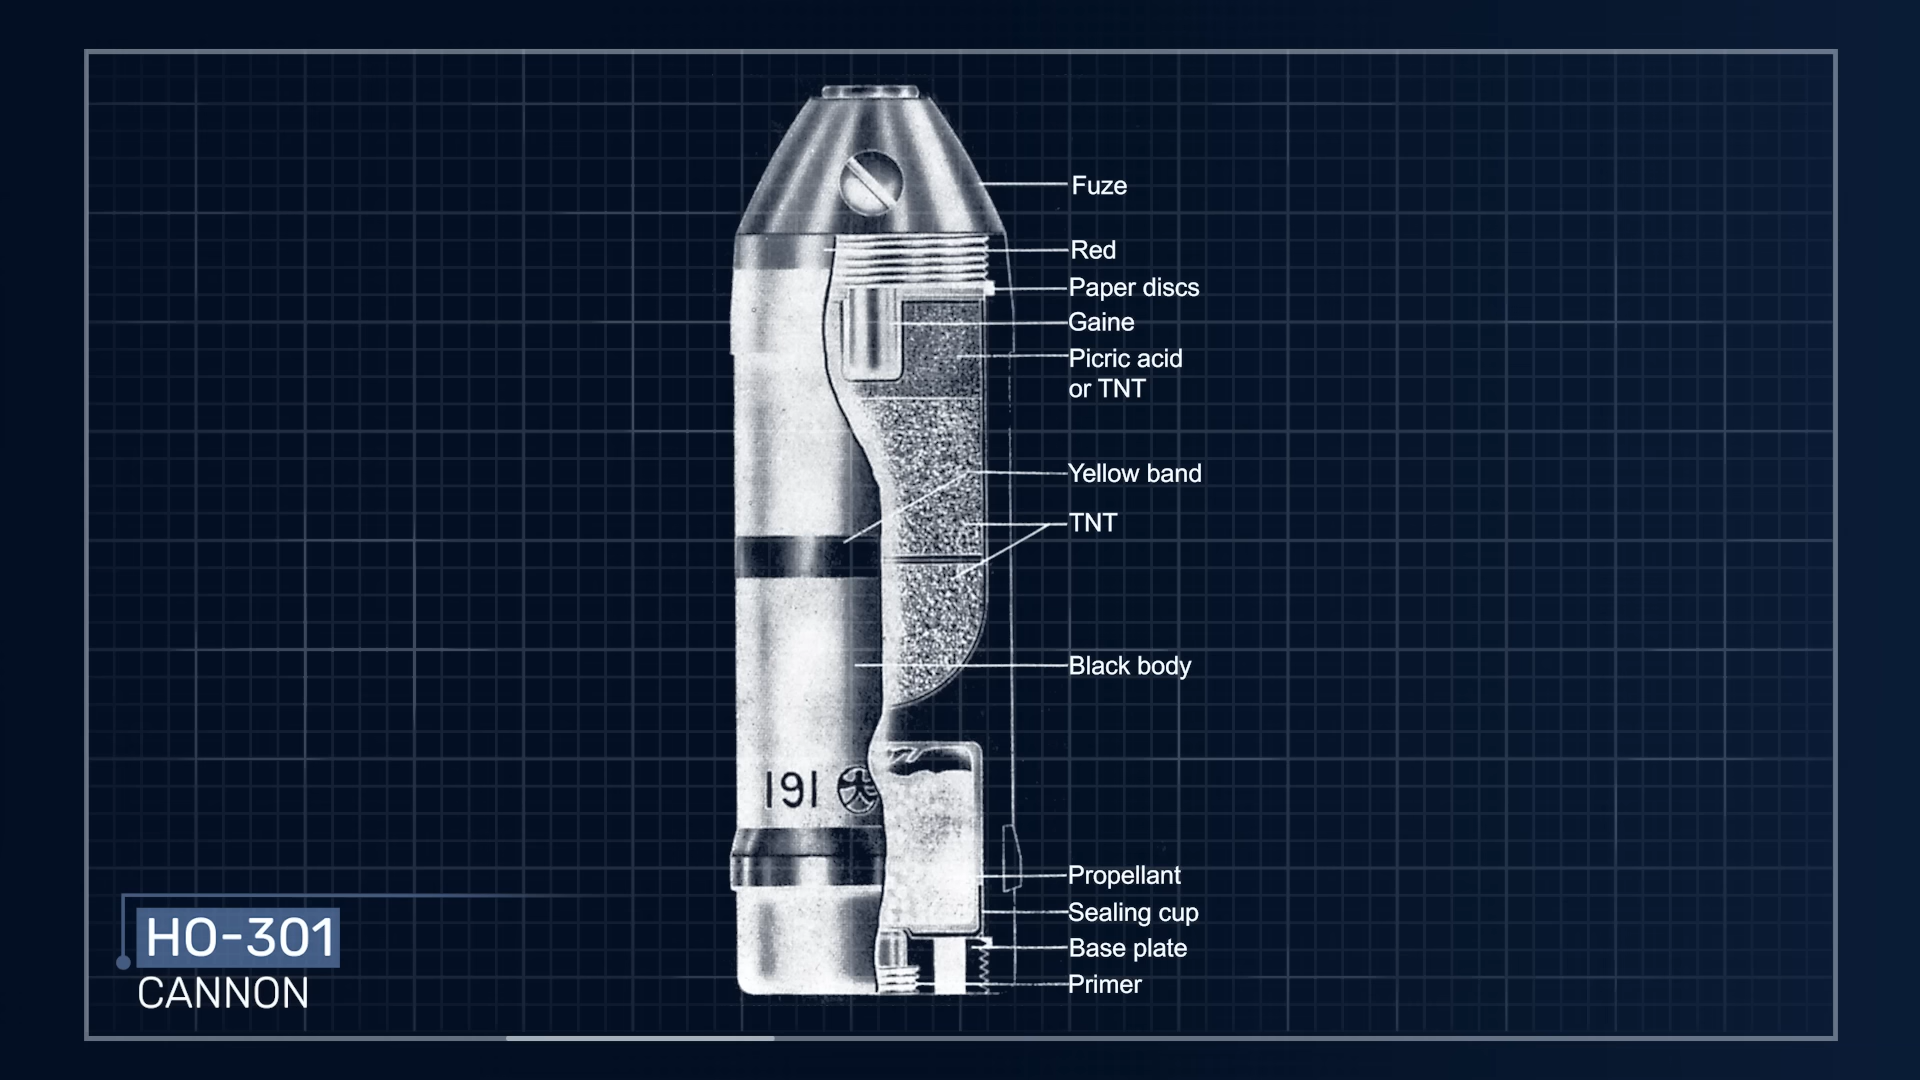 Fuze
Red
Paper discs
Gaine
Picric acid
or TNT
Yellow band
TNT
Black body
191
Propellant
Sealing cup
Base plate
Primer
HO-301
CANNON